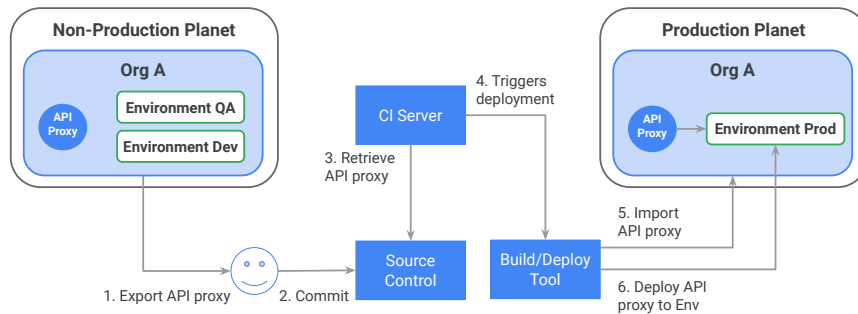 Non-Production Planet
Org A
API
Proxy
Environment QA
Environment Dev
CI Server
4. Triggers
deployment
3. Retrieve
API proxy
Production Planet
Org A
API
Proxy
Environment Prod
1. Export API proxy
2. Commit
Source
Control
Build/Deploy
Tool
5. Import
API proxy
6. Deploy API
proxy to Env